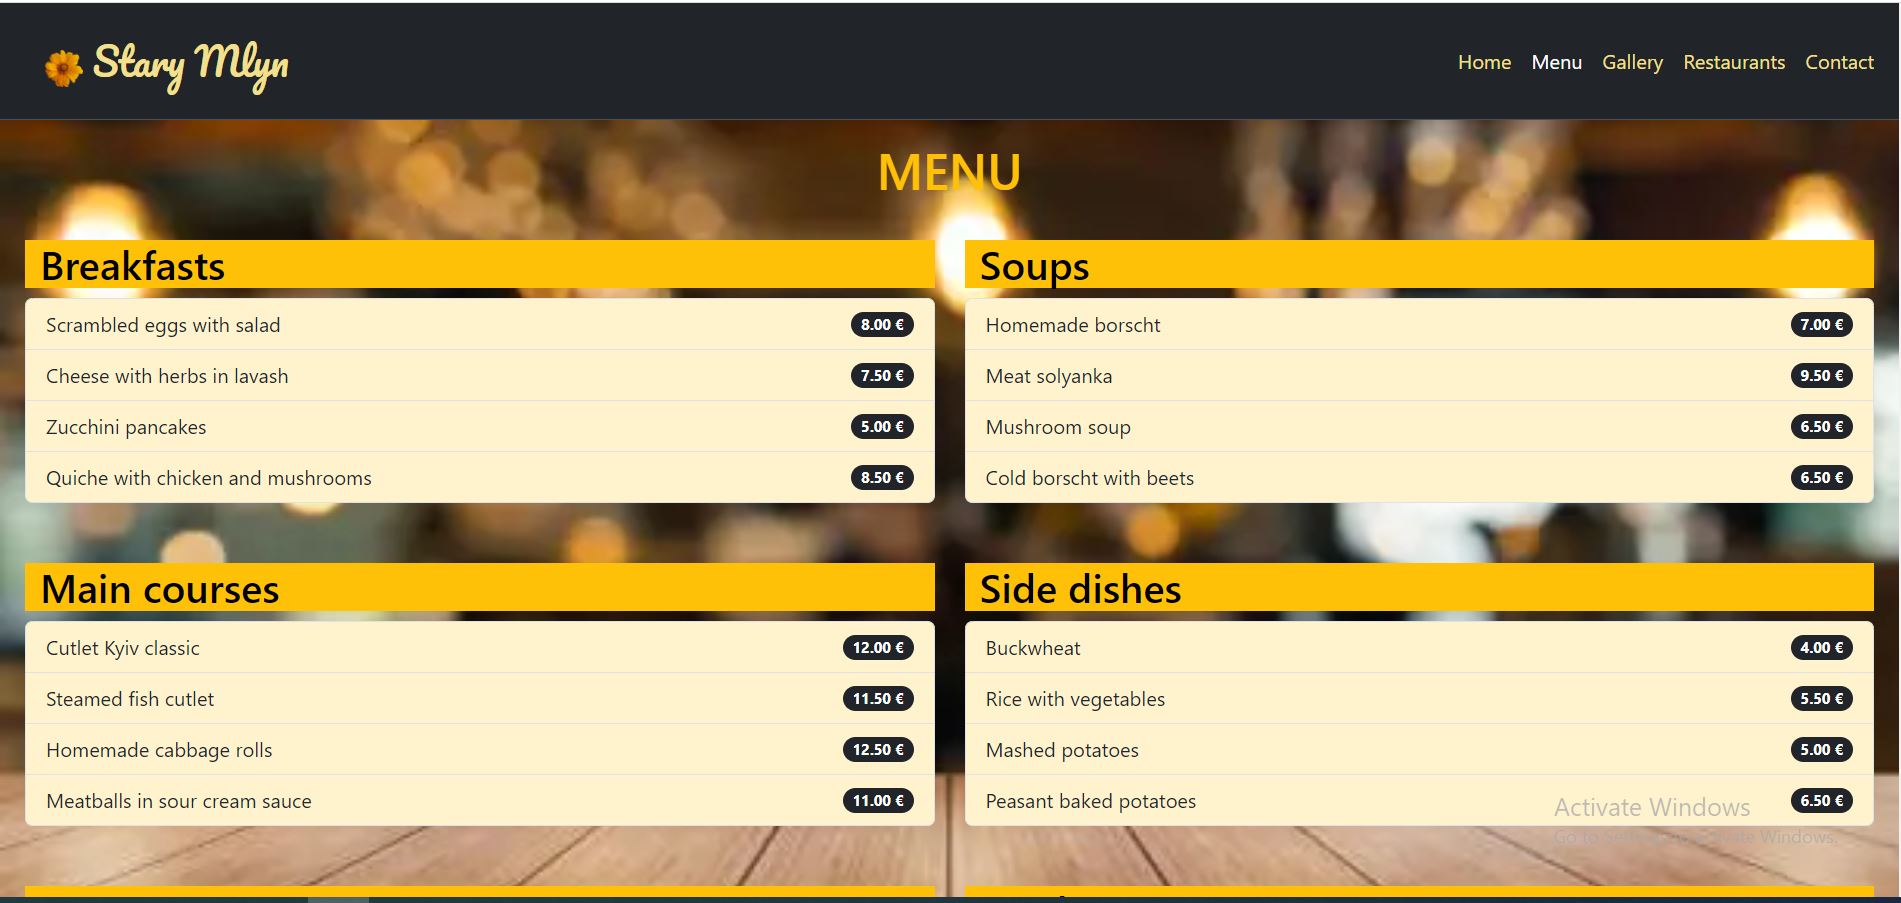 Stary Mlyn
Home Menu Gallery Restaurants Contact
MENU
Breakfasts
Scrambled eggs with salad 8.00 €
Cheese with herbs in lavash 7.50 €
Zucchini pancakes 5.00 €
Quiche with chicken and mushrooms 8.50 €
Soups
Homemade borscht 7.00 €
Meat solyanka 9.50 €
Mushroom soup 6.50 €
Cold borscht with beets 6.50 €
Main courses
Cutlet Kyiv classic 12.00 €
Steamed fish cutlet 11.50 €
Homemade cabbage rolls 12.50 €
Meatballs in sour cream sauce 11.00 €
Side dishes
Buckwheat 4.00 €
Rice with vegetables 5.50 €
Mashed potatoes 5.00 €
Peasant baked potatoes 6.50 €
Activate Windows
Go to Settings to activate Windows.